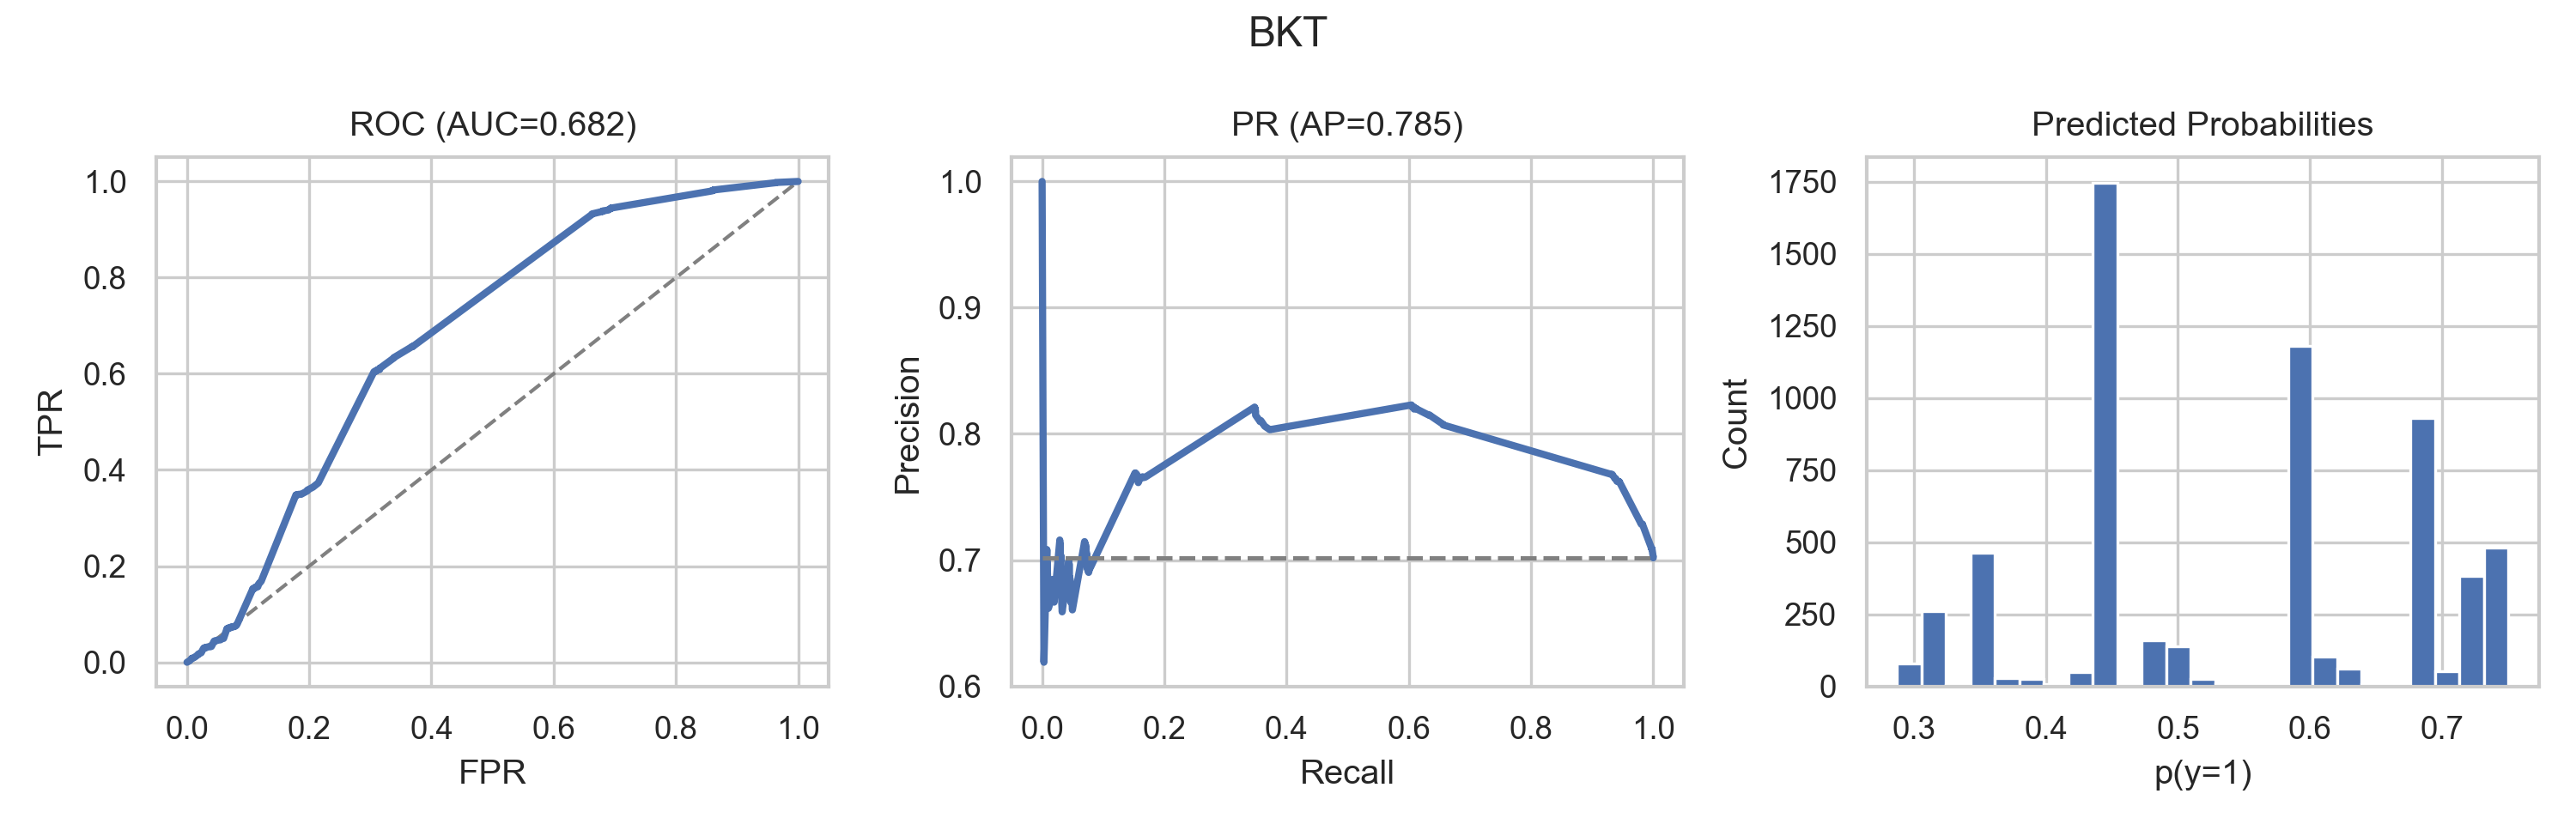 BKT
ROC (AUC=0.682)
TPR
1.0
0.8
0.6
0.4
0.2
0.0
0.0 0.2 0.4 0.6 0.8 1.0
FPR
PR (AP=0.785)
Precision
1.0
0.9
0.8
0.7
0.6
0.0 0.2 0.4 0.6 0.8 1.0
Recall
Predicted Probabilities
Count
1750
1500
1250
1000
750
500
250
0
0.3 0.4 0.5 0.6 0.7
p(y=1)